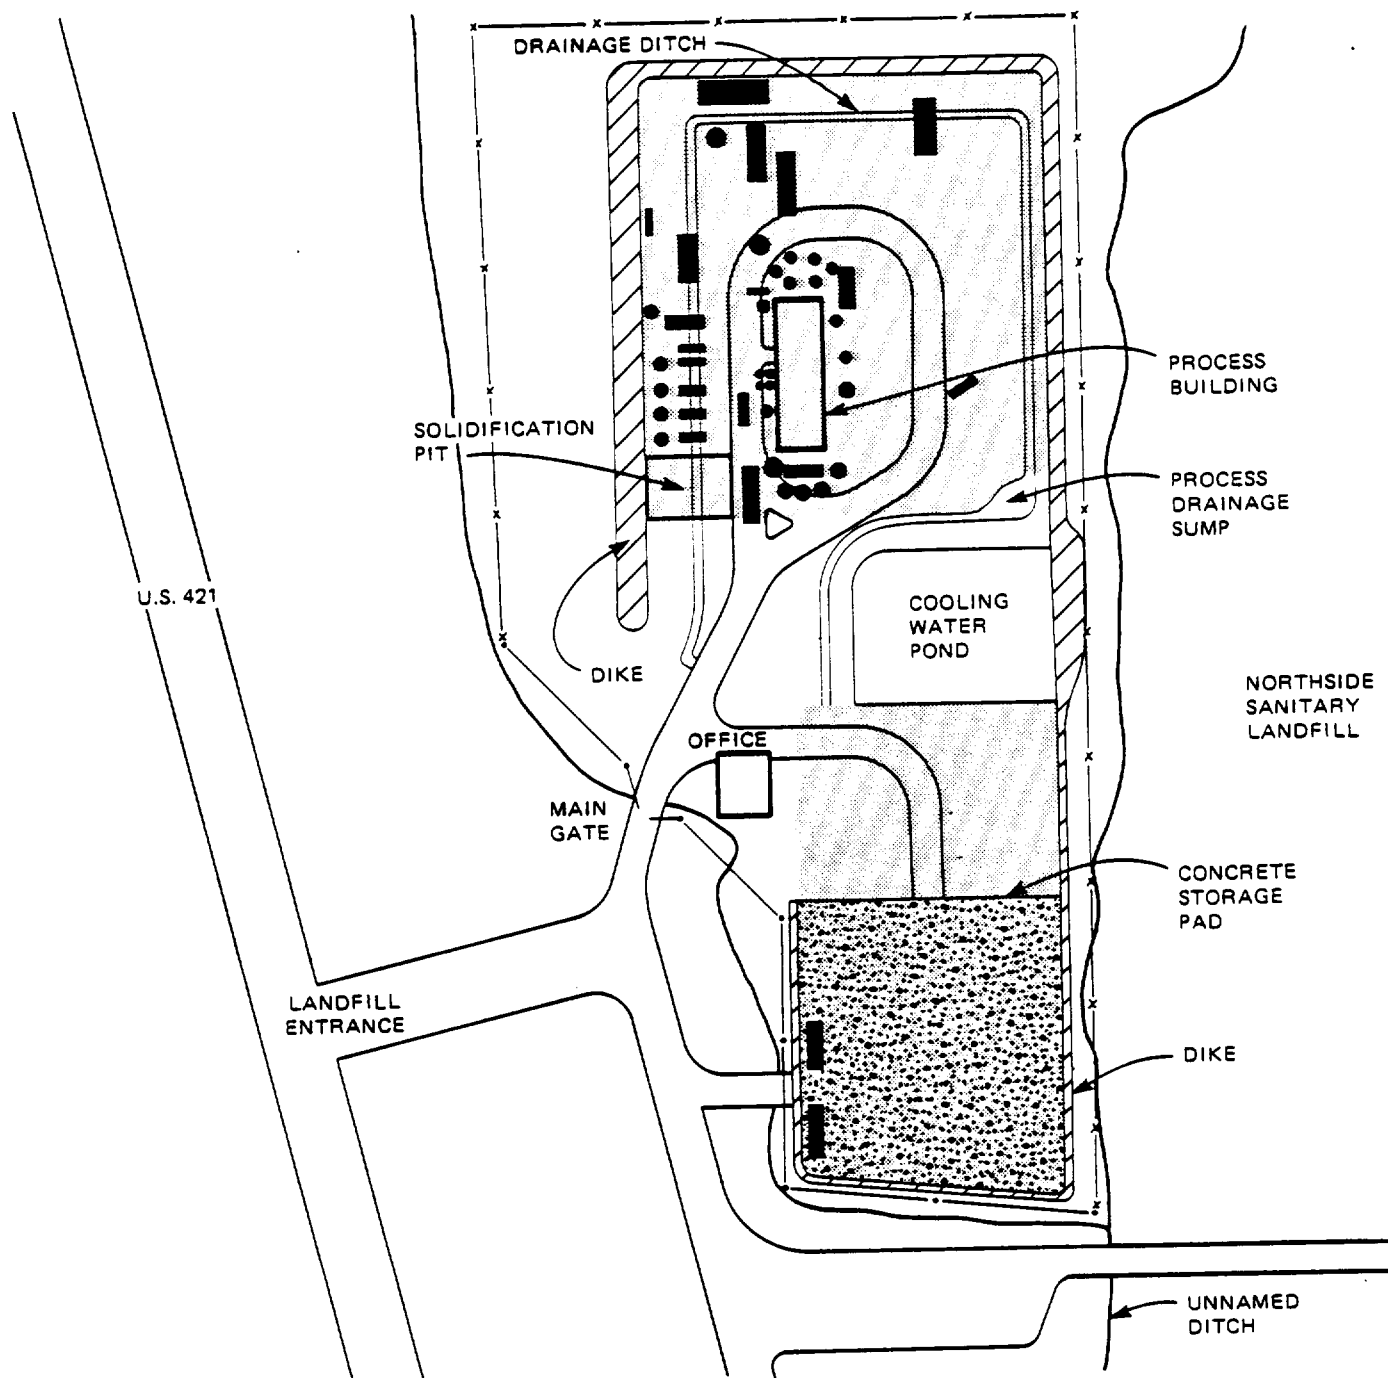 DRAINAGE DITCH
PROCESS
BUILDING
SOLIDIFICATION
PIT
PROCESS
DRAINAGE
SUMP
U.S. 421
COOLING
WATER
POND
DIKE
NORTHSIDE
SANITARY
LANDFILL
OFFICE
MAIN
GATE
CONCRETE
STORAGE
PAD
LANDFILL
ENTRANCE
DIKE
UNNAMED
DITCH